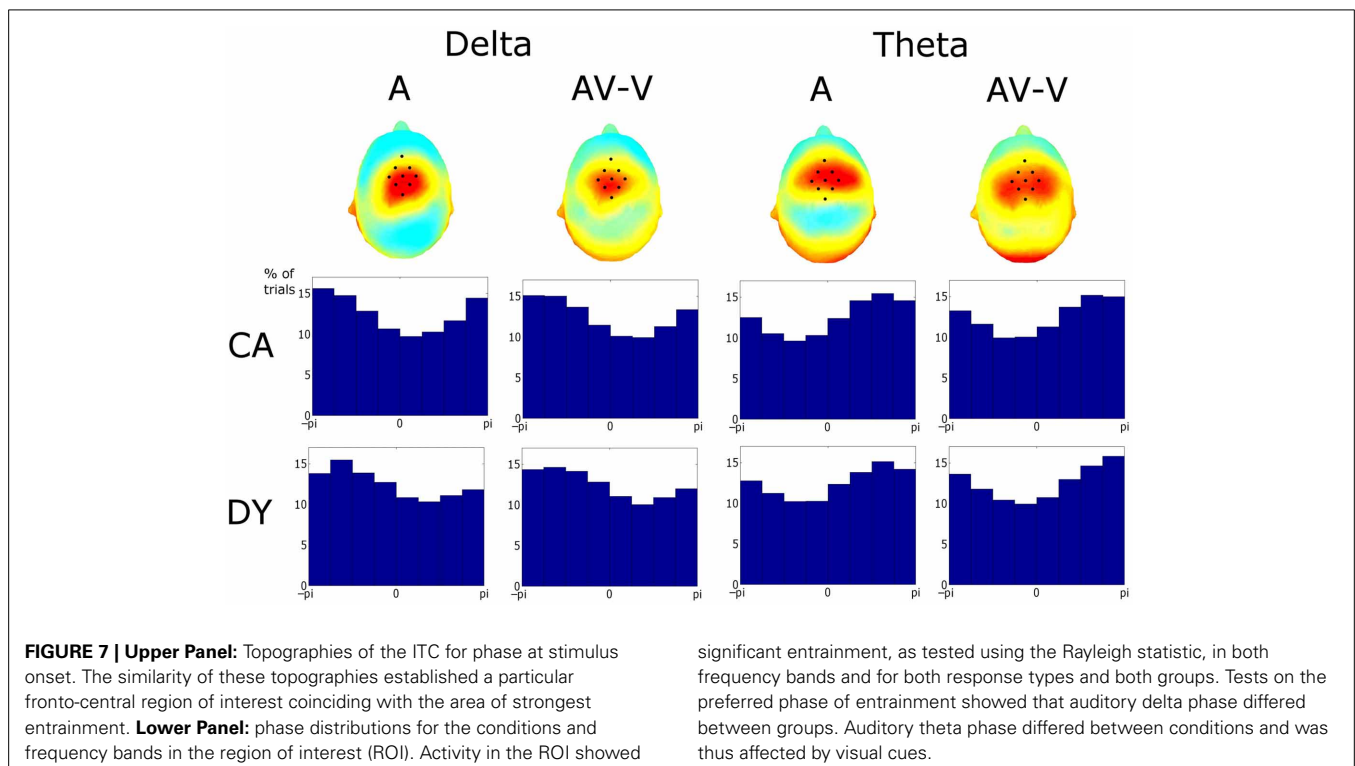 Delta Theta
A AV-V A AV-V
% of
trials
CA
15
10
5
0
−pi 0 pi
15
10
5
0
−pi 0 pi
15
10
5
0
−pi 0 pi
15
10
5
0
−pi 0 pi
DY
15
10
5
0
−pi 0 pi
15
10
5
0
−pi 0 pi
15
10
5
0
−pi 0 pi
15
10
5
0
−pi 0 pi
FIGURE 7 | Upper Panel: Topographies of the ITC for phase at stimulus
onset. The similarity of these topographies established a particular
fronto-central region of interest coinciding with the area of strongest
entrainment. Lower Panel: phase distributions for the conditions and
frequency bands in the region of interest (ROI). Activity in the ROI showed
significant entrainment, as tested using the Rayleigh statistic, in both
frequency bands and for both response types and both groups. Tests on the
preferred phase of entrainment showed that auditory delta phase differed
between groups. Auditory theta phase differed between conditions and was
thus affected by visual cues.